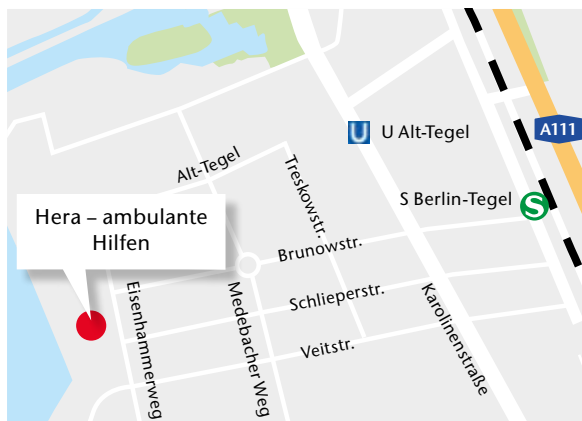 U
U Alt-Tegel
A111
Alt-Tegel
Treskowstr.
S Berlin-Tegel
S
Hera – ambulante
Hilfen
Brunowstr.
Eisenhammerweg
Medebacher Weg
Schlieperstr.
Karolinenstraße
Veitstr.